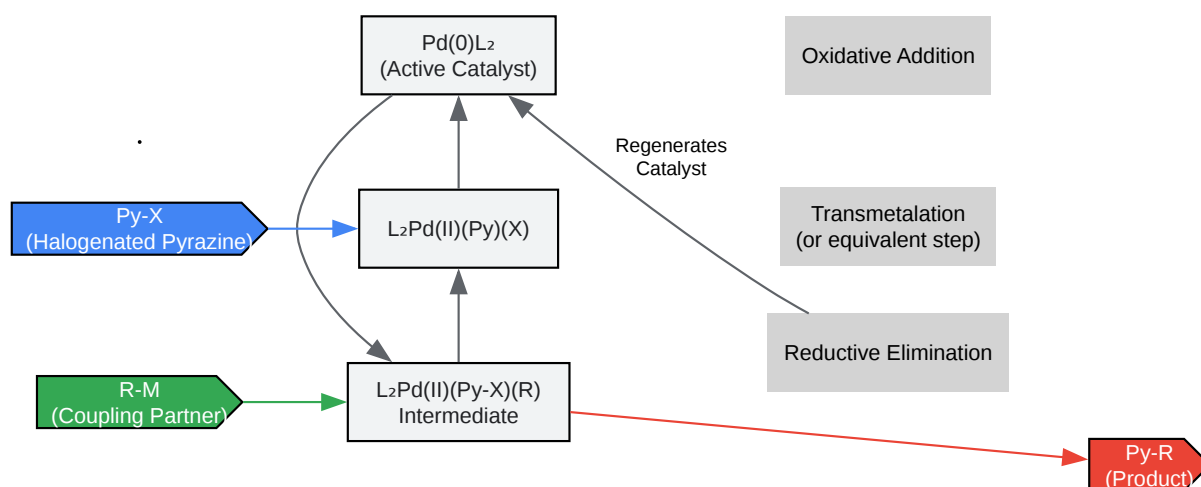 Pd(0)L₂
(Active Catalyst)
Oxidative Addition
Regenerates
Catalyst
Py-X
(Halogenated Pyrazine)
L₂Pd(II)(Py)(X)
Transmetalation
(or equivalent step)
Reductive Elimination
R-M
(Coupling Partner)
L₂Pd(II)(Py-X)(R)
Intermediate
Py-R
(Product)